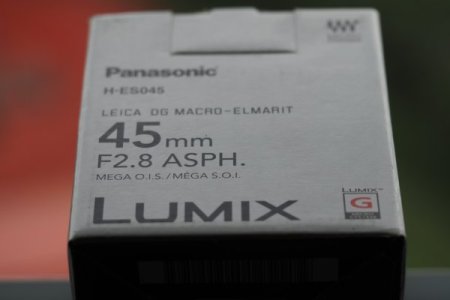 Panasonic
H-ES045
LEICA DG MACRO-ELMARIT
45mm
F2.8 ASPH.
MEGA O.I.S./MÉGA S.O.I.
LUMIX
LUMIX
G